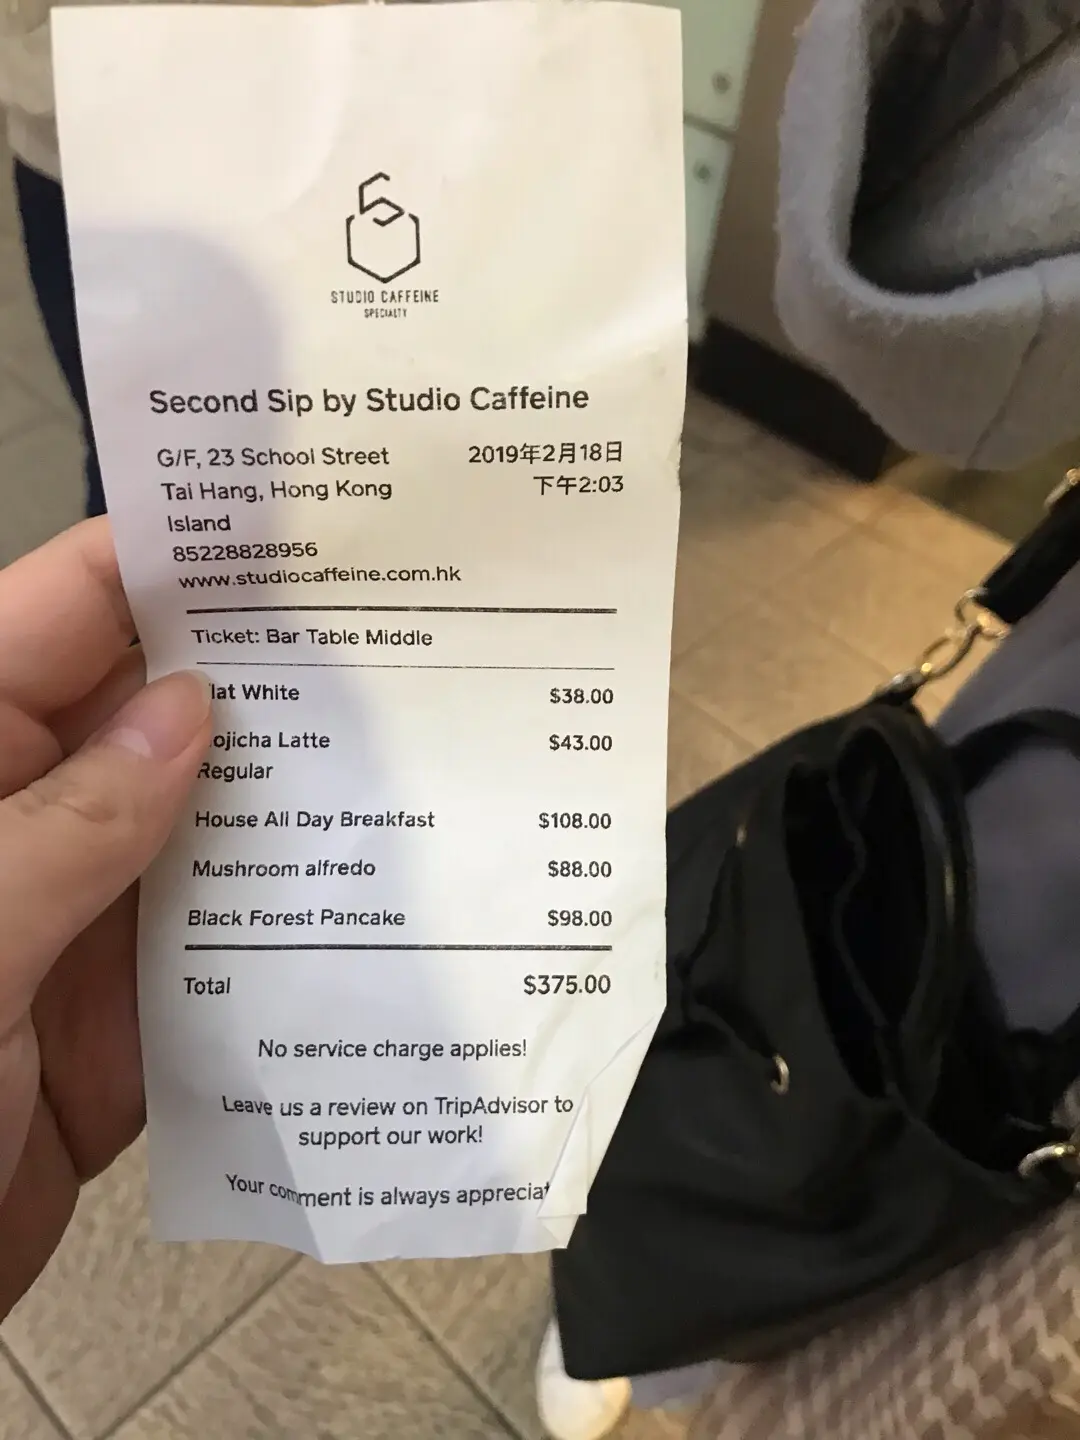 STUDIO CAFFEINE
SPECIALTY
Second Sip by Studio Caffeine
G/F, 23 School Street
Tai Hang, Hong Kong
Island
85228828956
www.studiocaffeine.com.hk
2019年2月18日
下午2:03
Ticket: Bar Table Middle
lat White $38.00
ojicha Latte $43.00
Regular
House All Day Breakfast $108.00
Mushroom alfredo $88.00
Black Forest Pancake $98.00
Total $375.00
No service charge applies!
Leave us a review on TripAdvisor to
support our work!
Your comment is always appreciat